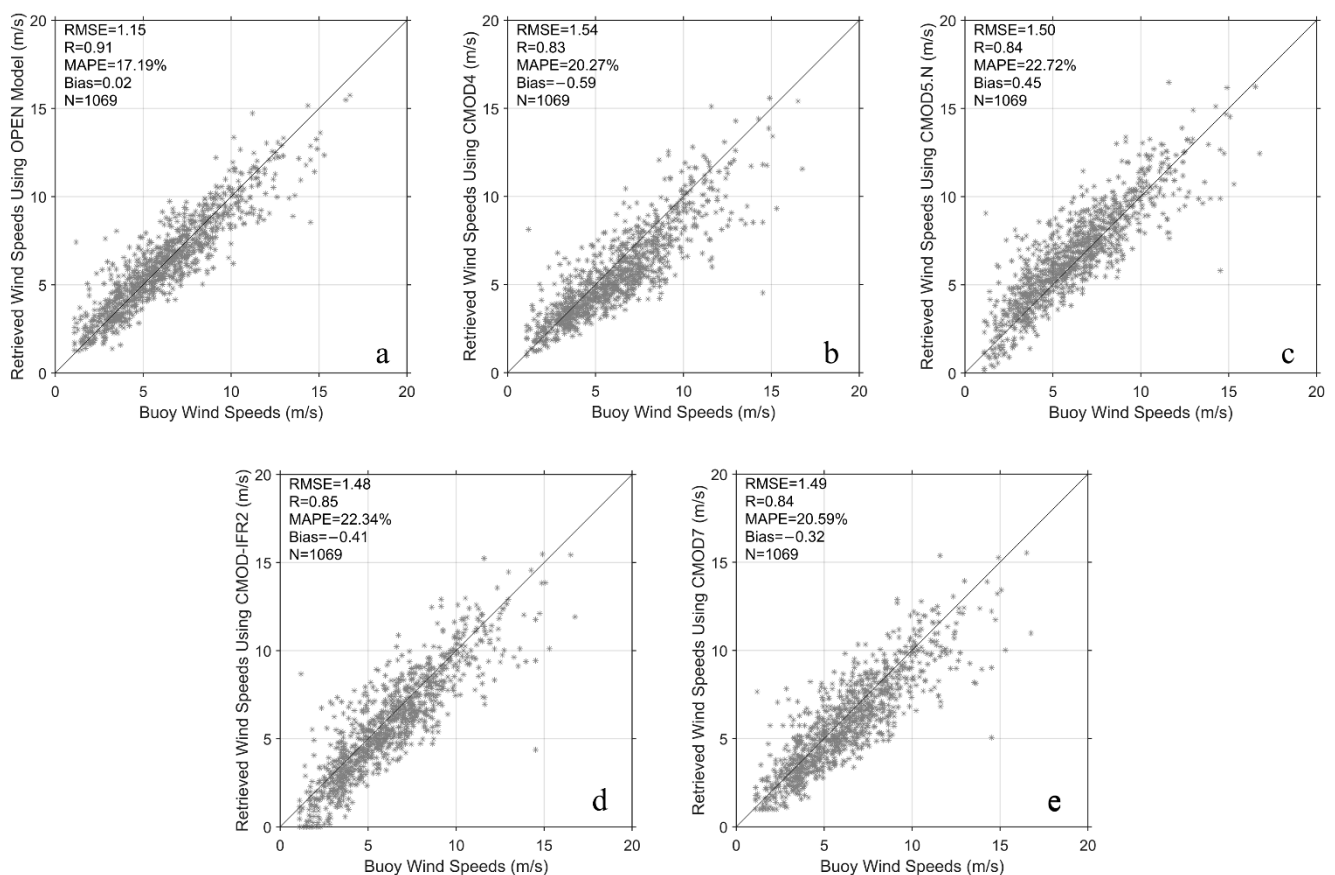 RMSE=1.15
R=0.91
MAPE=17.19%
Bias=0.02
N=1069
Retrieved Wind Speeds Using OPEN Model (m/s)
20
15
10
5
0
0 5 10 15 20
Buoy Wind Speeds (m/s)
a
RMSE=1.54
R=0.83
MAPE=20.27%
Bias=−0.59
N=1069
Retrieved Wind Speeds Using CMOD4 (m/s)
20
15
10
5
0
0 5 10 15 20
Buoy Wind Speeds (m/s)
b
RMSE=1.50
R=0.84
MAPE=22.72%
Bias=0.45
N=1069
Retrieved Wind Speeds Using CMOD5.N (m/s)
20
15
10
5
0
0 5 10 15 20
Buoy Wind Speeds (m/s)
c
RMSE=1.48
R=0.85
MAPE=22.34%
Bias=−0.41
N=1069
Retrieved Wind Speeds Using CMOD-IFR2 (m/s)
20
15
10
5
0
0 5 10 15 20
Buoy Wind Speeds (m/s)
d
RMSE=1.49
R=0.84
MAPE=20.59%
Bias=−0.32
N=1069
Retrieved Wind Speeds Using CMOD7 (m/s)
20
15
10
5
0
0 5 10 15 20
Buoy Wind Speeds (m/s)
e